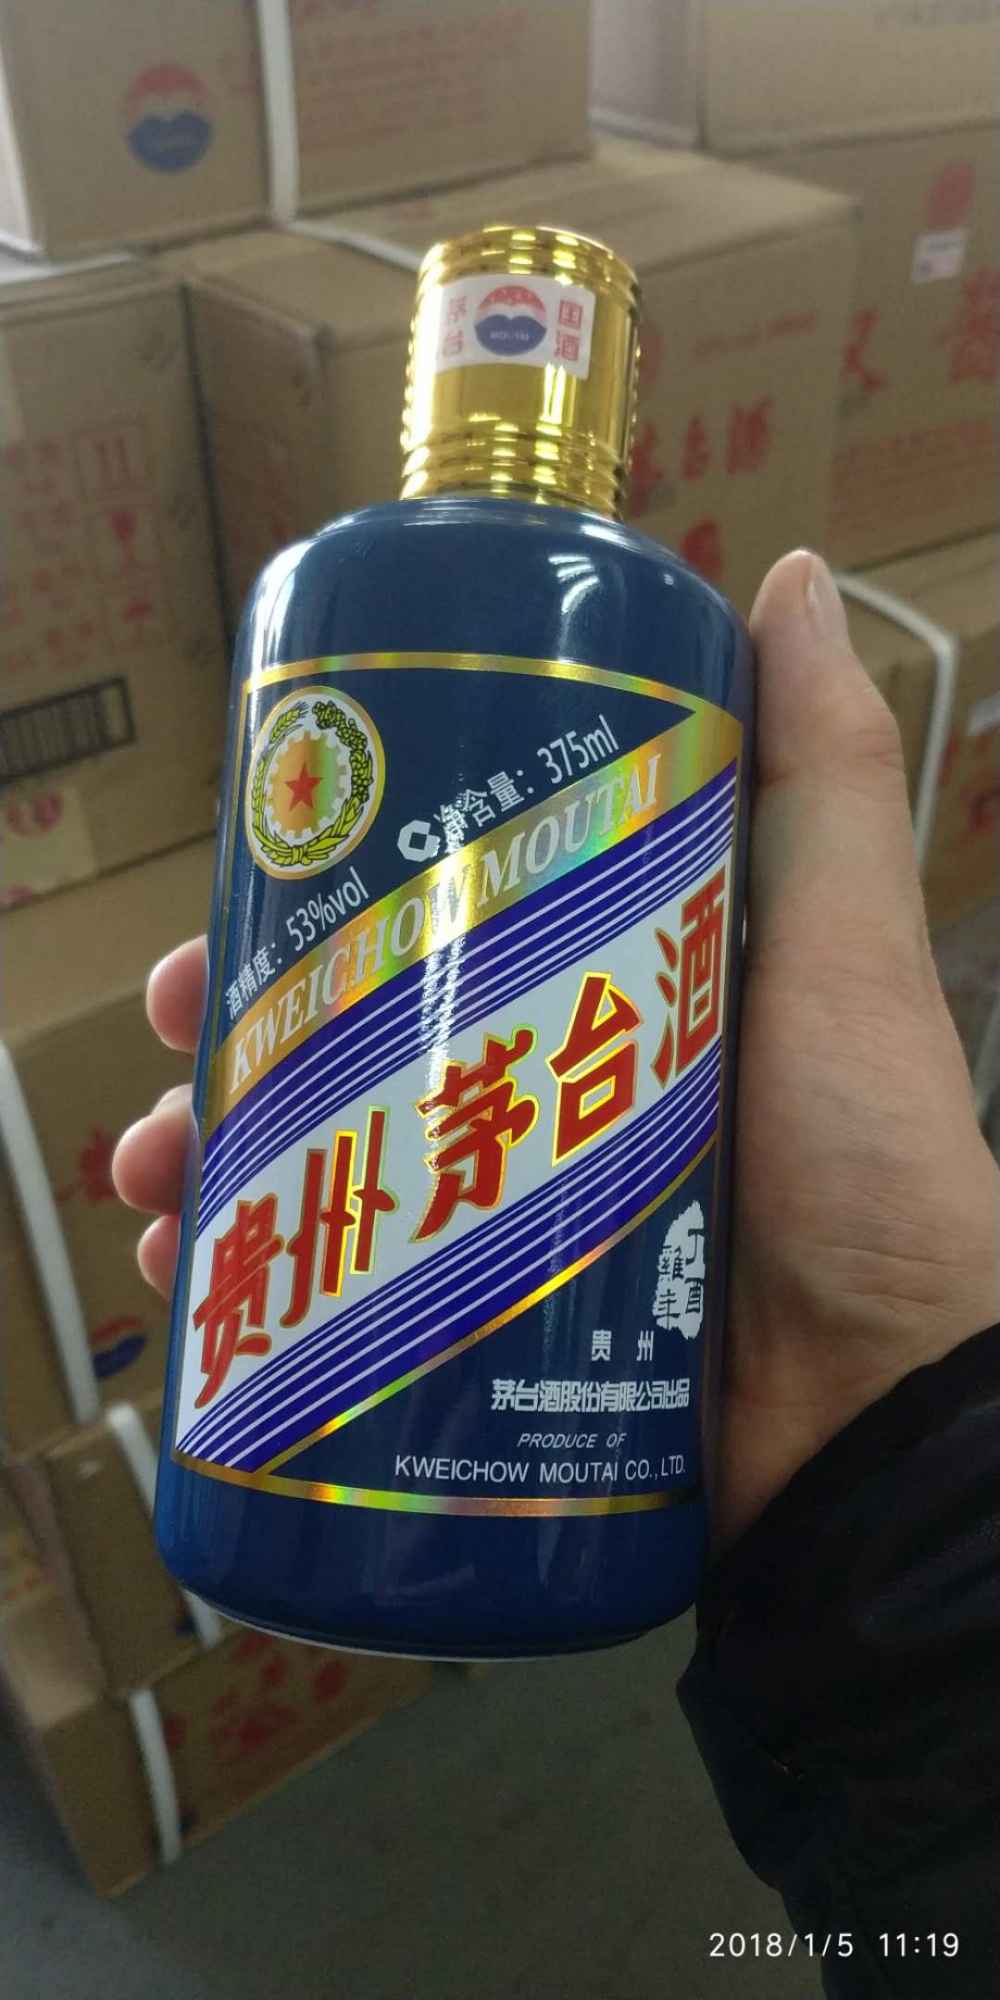 茅台
MOUTAI
国酒
净含量：375ml
酒精度：53%vol
KWEICHOW MOUTAI
贵州茅台酒
丁酉
雞年
贵 州
茅台酒股份有限公司出品
PRODUCE OF
KWEICHOW MOUTAI CO., LTD.
台酒
2018/1/5 11:19